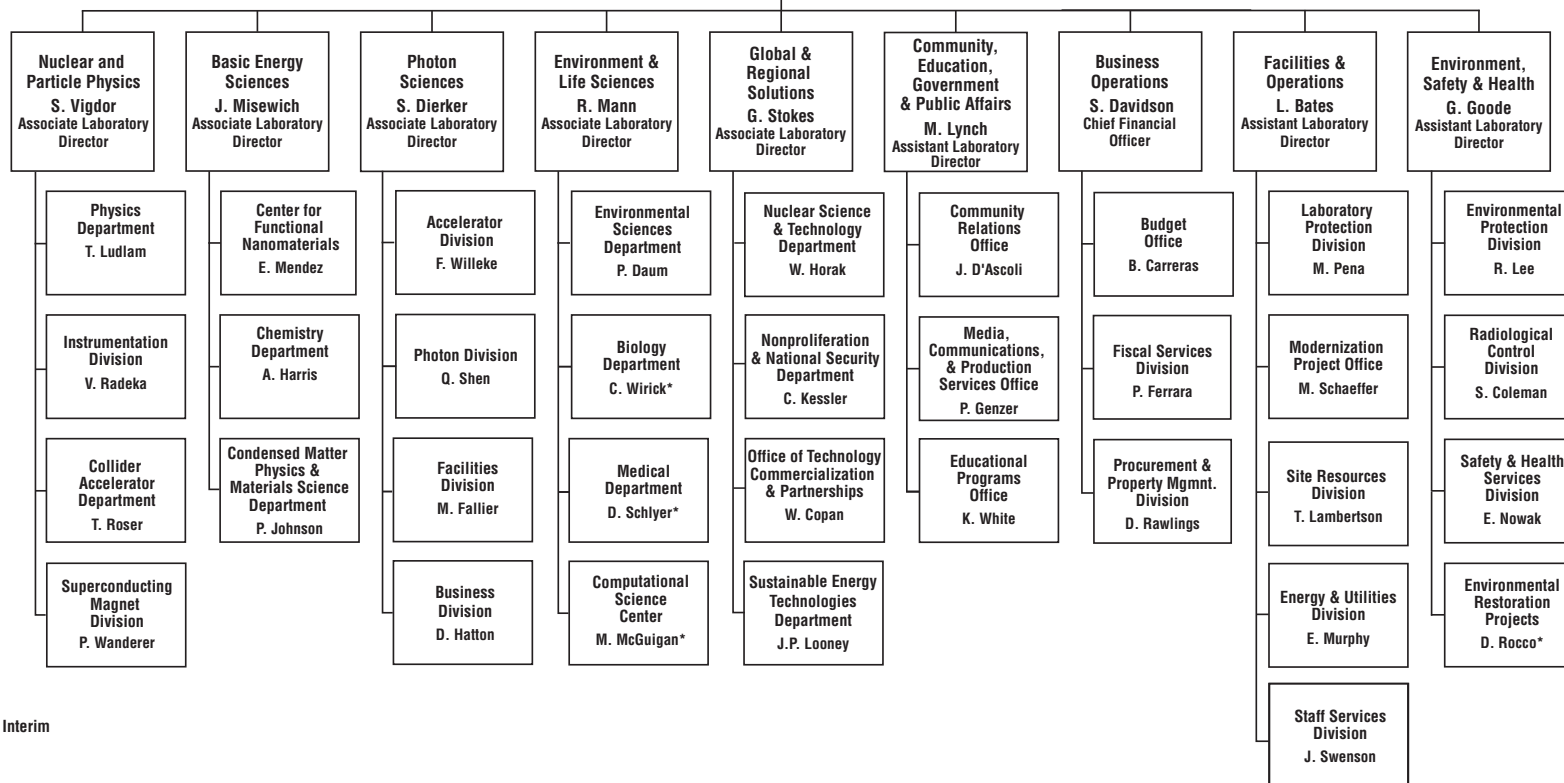 Nuclear and
Particle Physics
S. Vigdor
Associate Laboratory
Director
Physics
Department
T. Ludlam
Instrumentation
Division
V. Radeka
Collider
Accelerator
Department
T. Roser
Superconducting
Magnet
Division
P. Wanderer
Basic Energy
Sciences
J. Misewich
Associate Laboratory
Director
Center for
Functional
Nanomaterials
E. Mendez
Chemistry
Department
A. Harris
Condensed Matter
Physics &
Materials Science
Department
P. Johnson
Photon
Sciences
S. Dierker
Associate Laboratory
Director
Accelerator
Division
F. Willeke
Photon Division
Q. Shen
Facilities
Division
M. Fallier
Business
Division
D. Hatton
Environment &
Life Sciences
R. Mann
Associate Laboratory
Director
Environmental
Sciences
Department
P. Daum
Biology
Department
C. Wirick*
Medical
Department
D. Schlyer*
Computational
Science
Center
M. McGuigan*
Global &
Regional
Solutions
G. Stokes
Associate Laboratory
Director
Nuclear Science
& Technology
Department
W. Horak
Nonproliferation
& National Security
Department
C. Kessler
Office of Technology
Commercialization
& Partnerships
W. Copan
Sustainable Energy
Technologies
Department
J.P. Looney
Community,
Education,
Government
& Public Affairs
M. Lynch
Assistant Laboratory
Director
Community
Relations
Office
J. D'Ascoli
Media,
Communications,
& Production
Services Office
P. Genzer
Educational
Programs
Office
K. White
Business
Operations
S. Davidson
Chief Financial
Officer
Budget
Office
B. Carreras
Fiscal Services
Division
P. Ferrara
Procurement &
Property Mgmnt.
Division
D. Rawlings
Facilities &
Operations
L. Bates
Assistant Laboratory
Director
Laboratory
Protection
Division
M. Pena
Modernization
Project Office
M. Schaeffer
Site Resources
Division
T. Lambertson
Energy & Utilities
Division
E. Murphy
Staff Services
Division
J. Swenson
Environment,
Safety & Health
G. Goode
Assistant Laboratory
Director
Environmental
Protection
Division
R. Lee
Radiological
Control
Division
S. Coleman
Safety & Health
Services
Division
E. Nowak
Environmental
Restoration
Projects
D. Rocco*
Interim